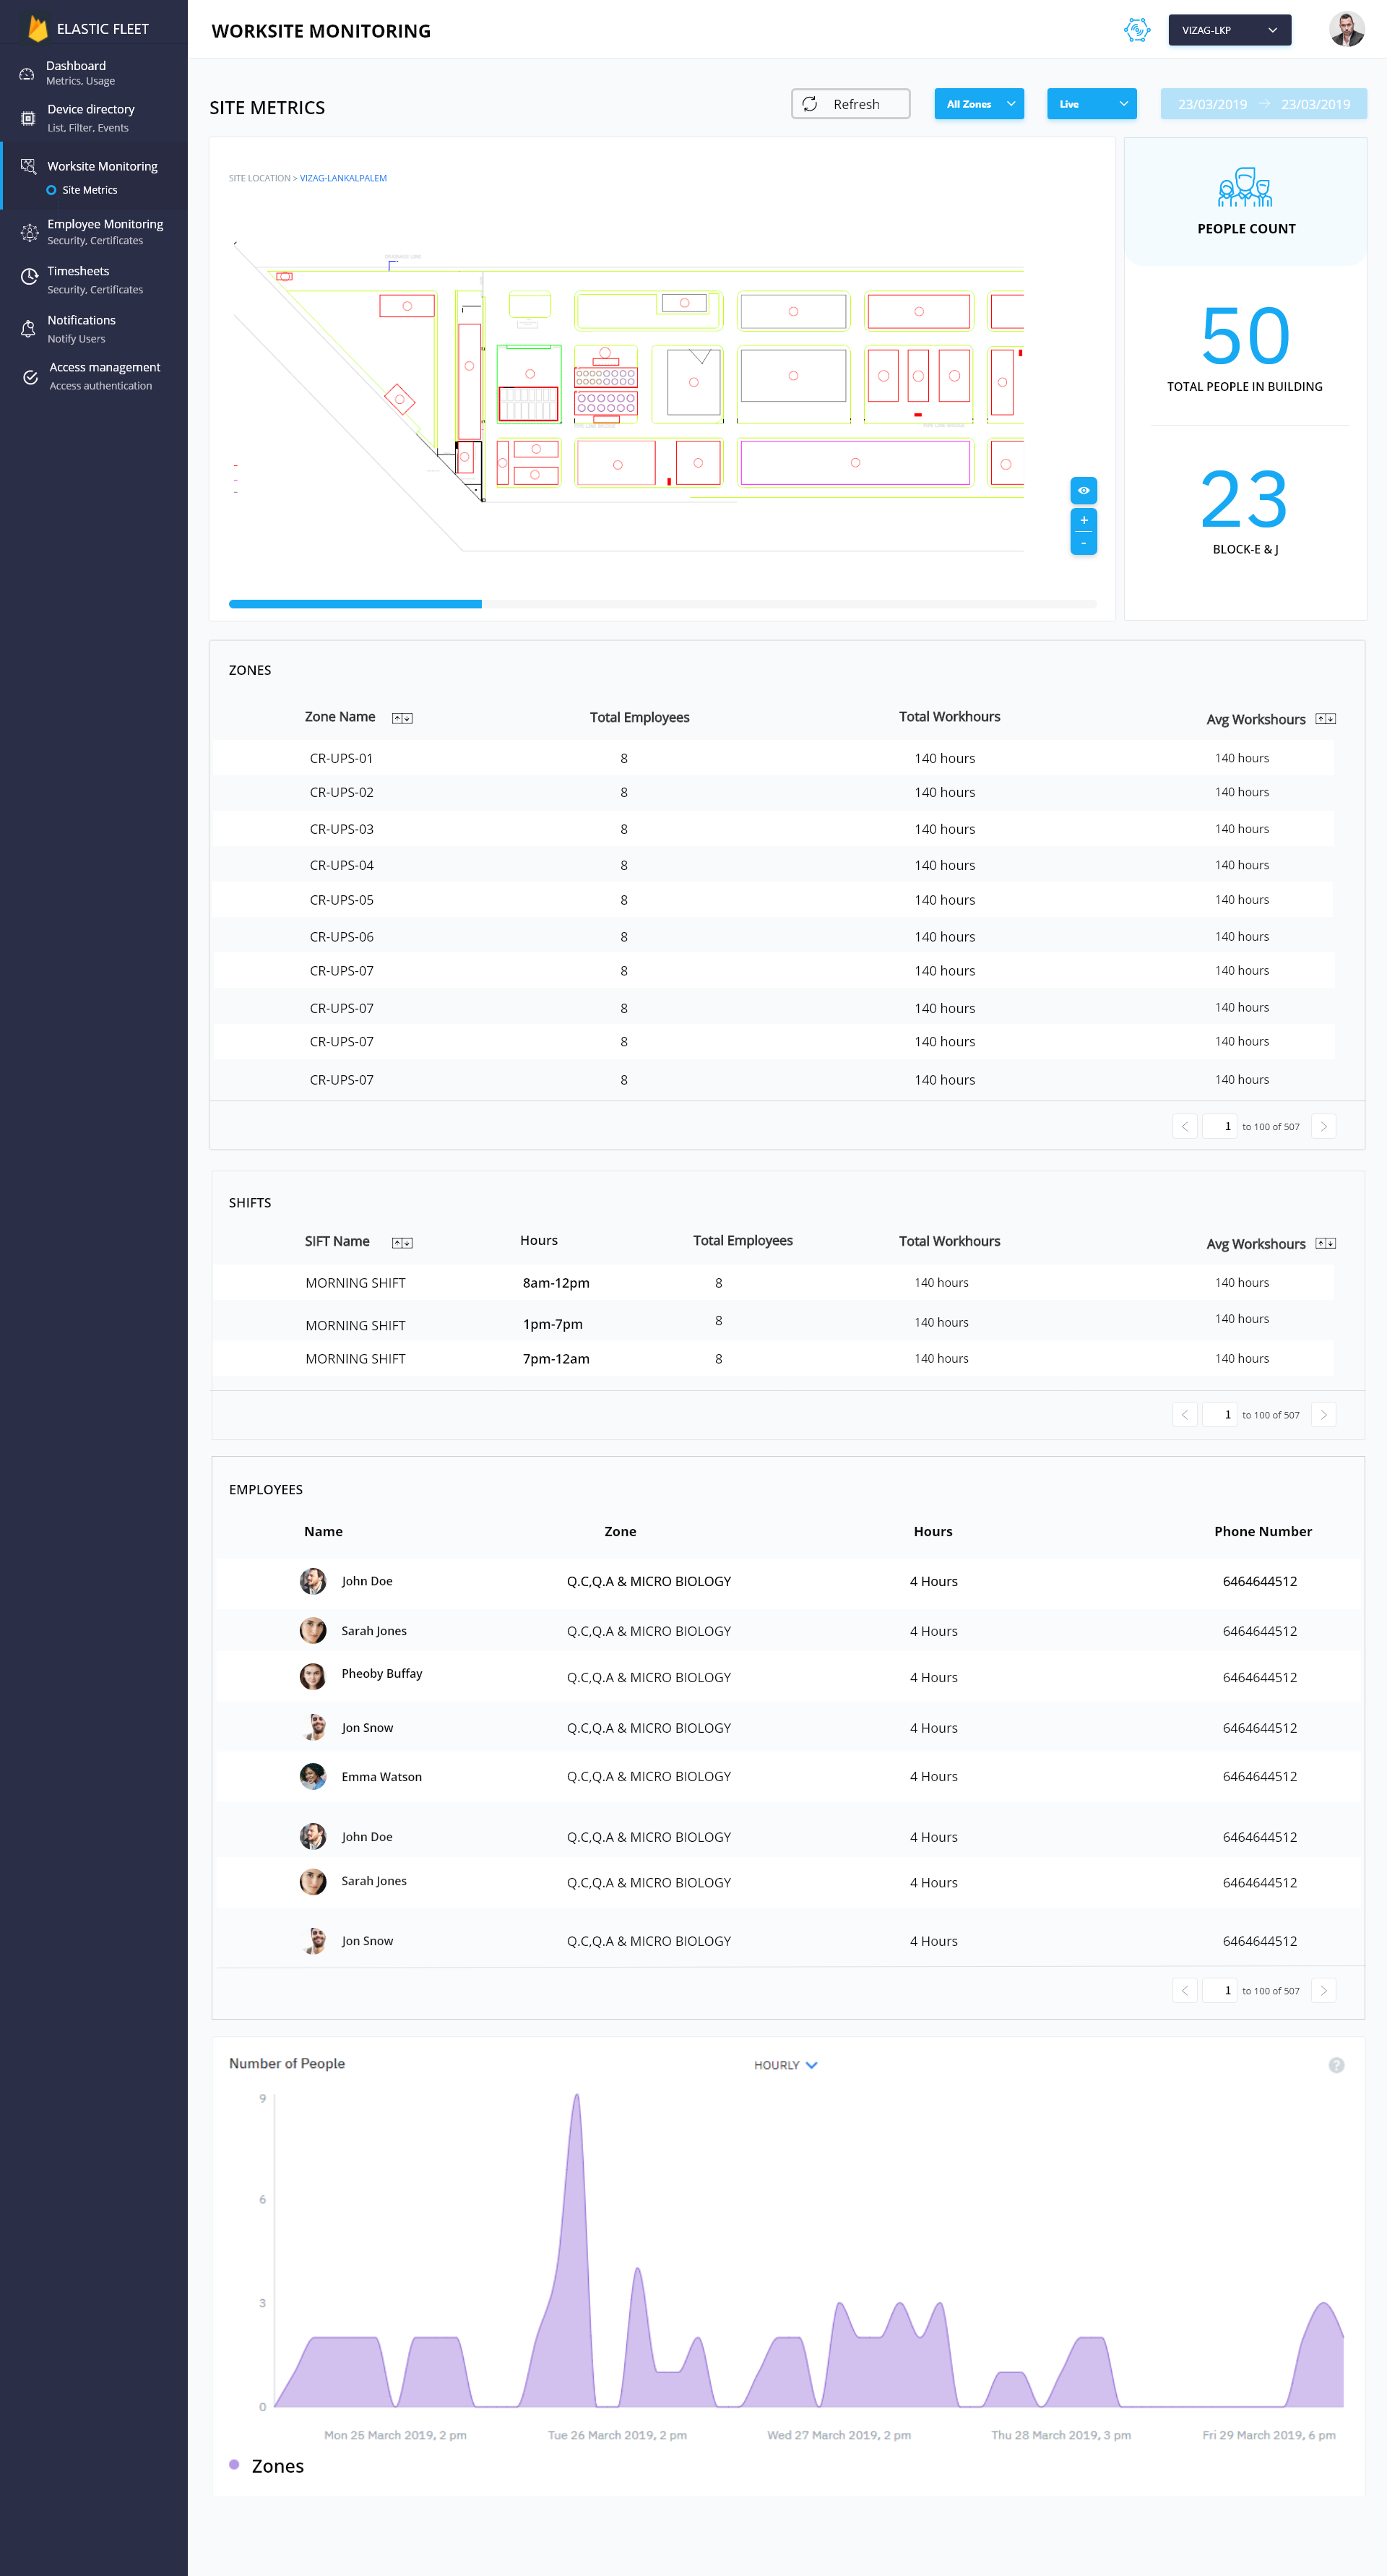 ELASTIC FLEET
Dashboard
Metrics, Usage
Device directory
List, Filter, Events
Worksite Monitoring
Site Metrics
Employee Monitoring
Security, Certificates
Timesheets
Security, Certificates
Notifications
Notify Users
Access management
Access authentication
WORKSITE MONITORING
VIZAG-LKP
SITE METRICS
Refresh
All Zones
Live
23/03/2019 → 23/03/2019
SITE LOCATION > VIZAG-LANKALPALEM
+
-
PEOPLE COUNT
50
TOTAL PEOPLE IN BUILDING
23
BLOCK-E & J
ZONES
Zone Name Total Employees Total Workhours Avg Workshours
CR-UPS-01 8 140 hours 140 hours
CR-UPS-02 8 140 hours 140 hours
CR-UPS-03 8 140 hours 140 hours
CR-UPS-04 8 140 hours 140 hours
CR-UPS-05 8 140 hours 140 hours
CR-UPS-06 8 140 hours 140 hours
CR-UPS-07 8 140 hours 140 hours
CR-UPS-07 8 140 hours 140 hours
CR-UPS-07 8 140 hours 140 hours
CR-UPS-07 8 140 hours 140 hours
1 to 100 of 507
SHIFTS
SIFT Name Hours Total Employees Total Workhours Avg Workshours
MORNING SHIFT 8am-12pm 8 140 hours 140 hours
MORNING SHIFT 1pm-7pm 8 140 hours 140 hours
MORNING SHIFT 7pm-12am 8 140 hours 140 hours
1 to 100 of 507
EMPLOYEES
Name Zone Hours Phone Number
John Doe Q.C,Q.A & MICRO BIOLOGY 4 Hours 6464644512
Sarah Jones Q.C,Q.A & MICRO BIOLOGY 4 Hours 6464644512
Pheoby Buffay Q.C,Q.A & MICRO BIOLOGY 4 Hours 6464644512
Jon Snow Q.C,Q.A & MICRO BIOLOGY 4 Hours 6464644512
Emma Watson Q.C,Q.A & MICRO BIOLOGY 4 Hours 6464644512
John Doe Q.C,Q.A & MICRO BIOLOGY 4 Hours 6464644512
Sarah Jones Q.C,Q.A & MICRO BIOLOGY 4 Hours 6464644512
Jon Snow Q.C,Q.A & MICRO BIOLOGY 4 Hours 6464644512
1 to 100 of 507
Number of People HOURLY ?
9
6
3
0
Mon 25 March 2019, 2 pm Tue 26 March 2019, 2 pm Wed 27 March 2019, 2 pm Thu 28 March 2019, 3 pm Fri 29 March 2019, 6 pm
Zones